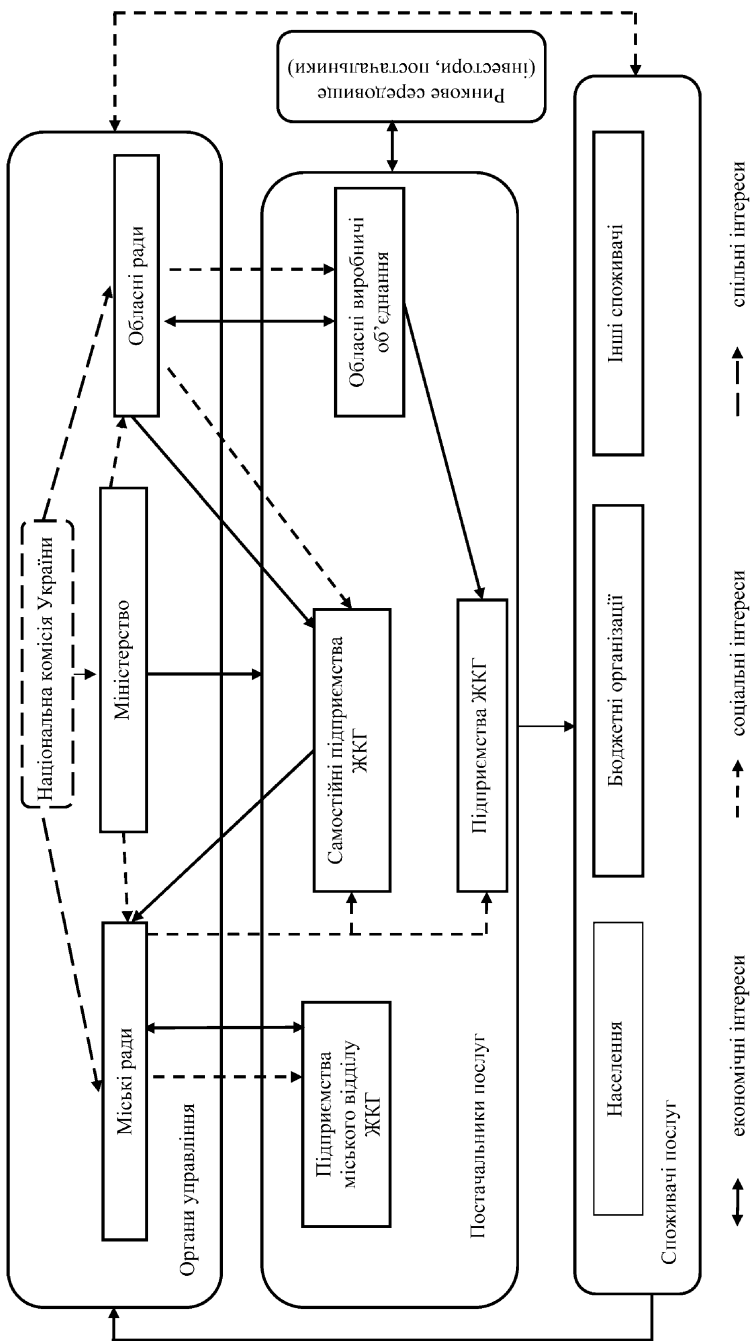 Національна комісія України
Міські ради
Міністерство
Обласні ради
Органи управління
Підприємства
міського відділу
ЖКГ
Самостійні підприємства
ЖКГ
Обласні виробничі
об’єднання
Підприємства ЖКГ
Постачальники послуг
Ринкове середовище
(інвестори, постачальники)
Населення
Бюджетні організації
Інші споживачі
Споживачі послуг
економічні інтереси
соціальні інтереси
спільні інтереси